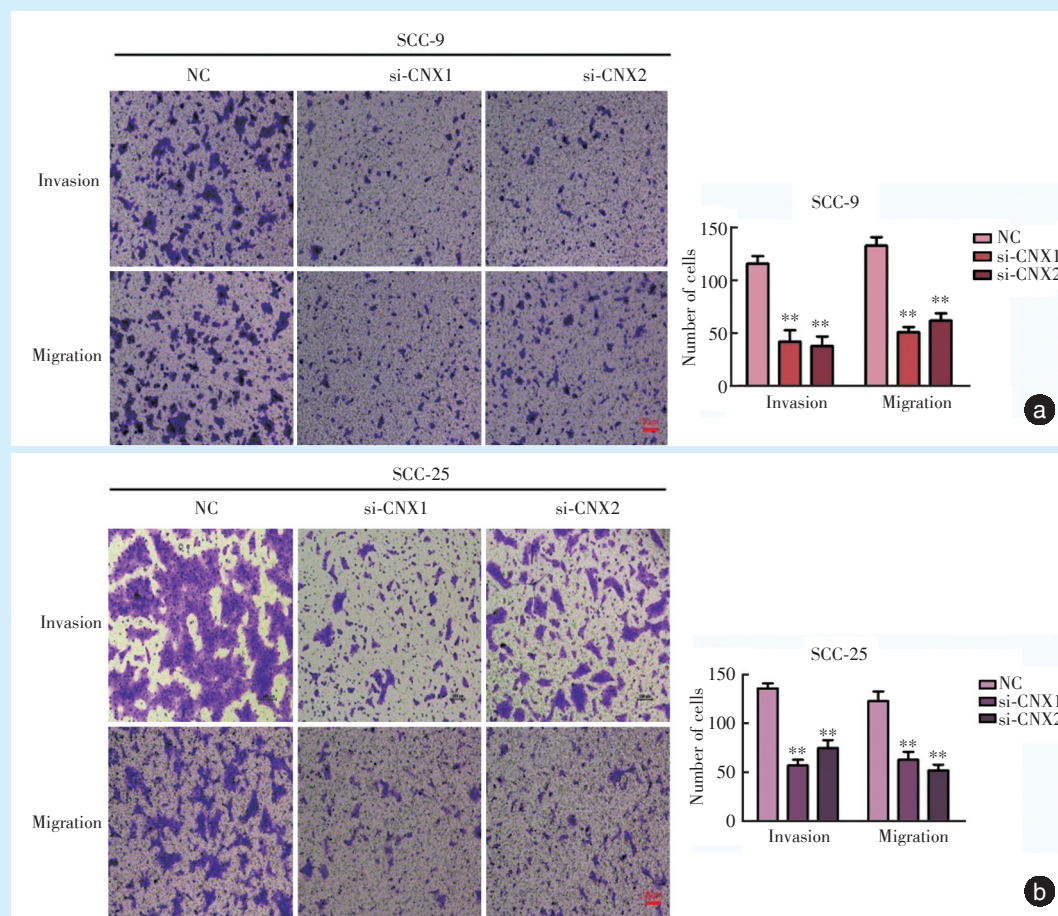 SCC-9
NC si-CNX1 si-CNX2
Invasion
Migration
SCC-9
Number of cells
150
100
50
0
** ** ** **
Invasion Migration
NC
si-CNX1
si-CNX2
a
SCC-25
NC si-CNX1 si-CNX2
Invasion
Migration
SCC-25
Number of cells
150
100
50
0
** ** ** **
Invasion Migration
NC
si-CNX1
si-CNX2
b